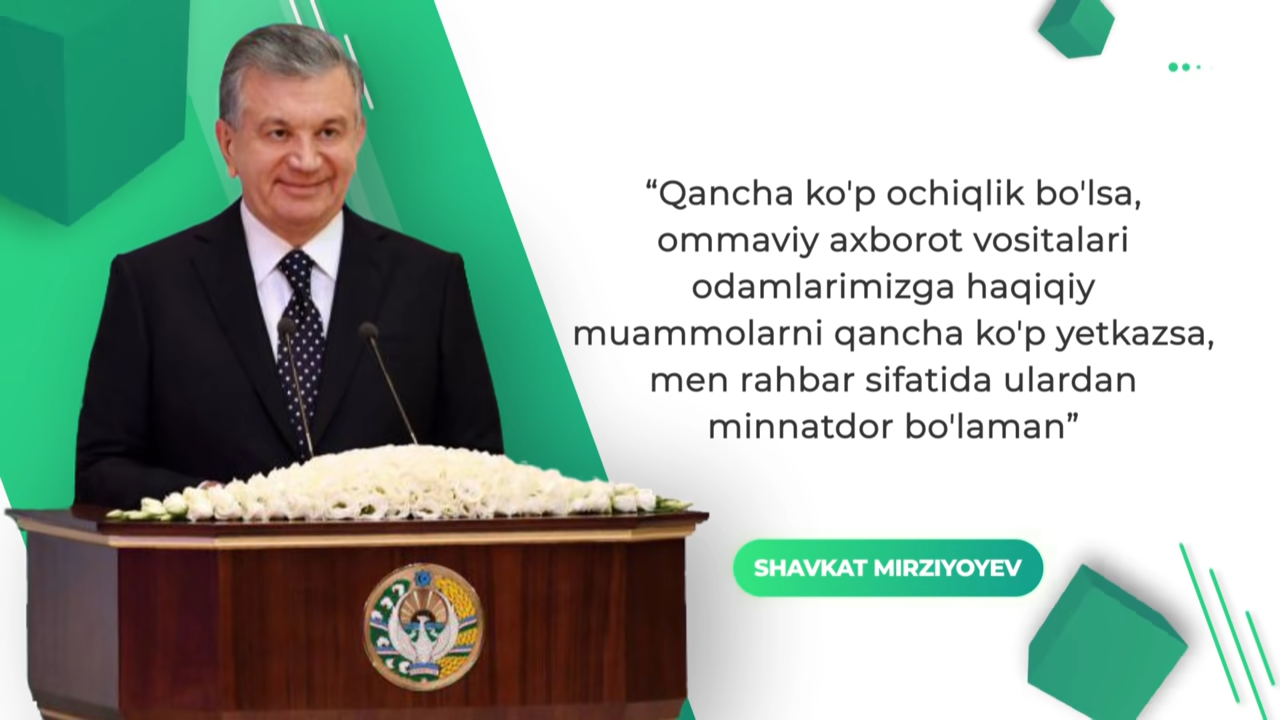 “Qancha ko'p ochiqlik bo'lsa,
ommaviy axborot vositalari
odamlarimizga haqiqiy
muammolarni qancha ko'p yetkazsa,
men rahbar sifatida ulardan
minnatdor bo'laman”
SHAVKAT MIRZIYOYEV